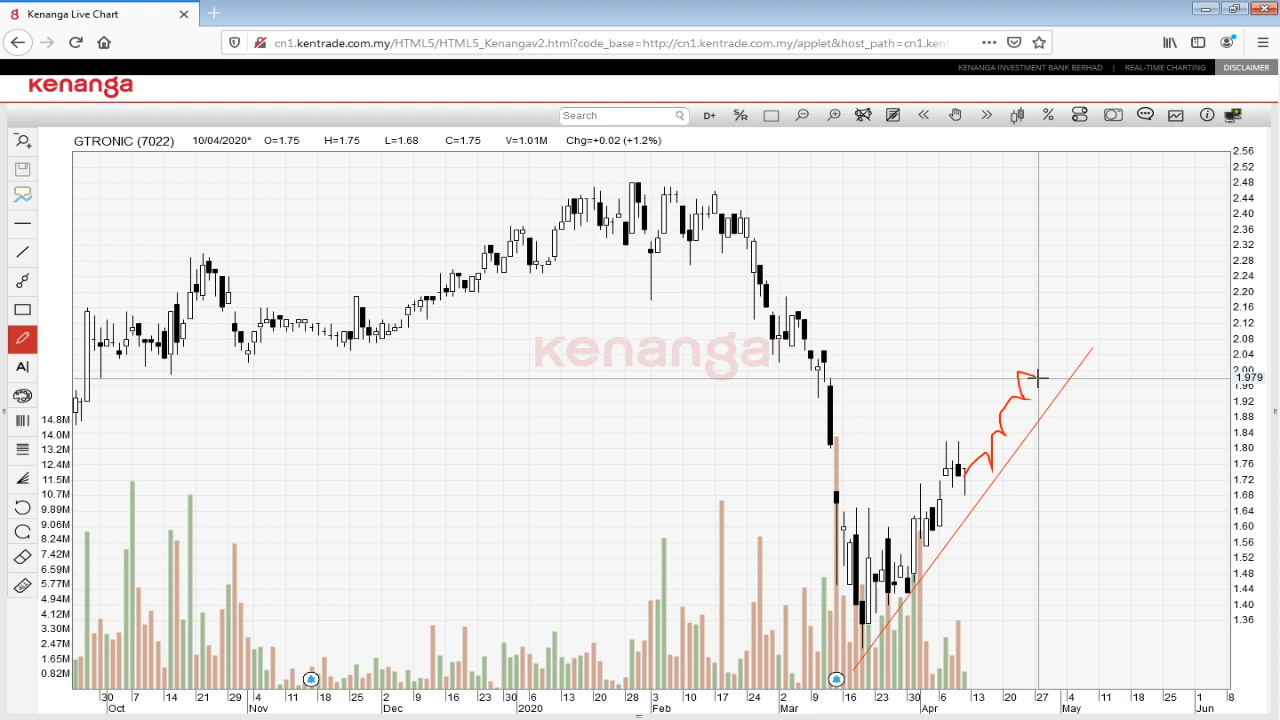 Kenanga Live Chart
cn1.kentrade.com.my/HTML5/HTML5_Kenangav2.html?code_base=http://cn1.kentrade.com.my/applet&host_path=cn1.ken
KENANGA INVESTMENT BANK BERHAD | REAL-TIME CHARTING DISCLAIMER
kenanga
Search D+ S/R %
GTRONIC (7022) 10/04/2020* O=1.75 H=1.75 L=1.68 C=1.75 V=1.01M Chg=+0.02 (+1.2%)
2.56
2.52
2.48
2.44
2.40
2.36
2.32
2.28
2.24
2.20
2.16
2.12
2.08
2.04
2.00
1.979
1.96
1.92
1.88
1.84
1.80
1.76
1.72
1.68
1.64
1.60
1.56
1.52
1.48
1.44
1.40
1.36
kenanga
A
14.8M
14.0M
13.2M
12.4M
11.5M
10.7M
9.89M
9.06M
8.24M
7.42M
6.59M
5.77M
4.94M
4.12M
3.30M
2.47M
1.65M
0.82M
30 7 14 21 29 4 11 18 25 2 9 16 23 30 6 13 20 28 3 10 17 24 2 9 16 23 30 6 13 20 27 4 11 18 25 1 8
Oct Nov Dec 2020 Feb Mar Apr May Jun